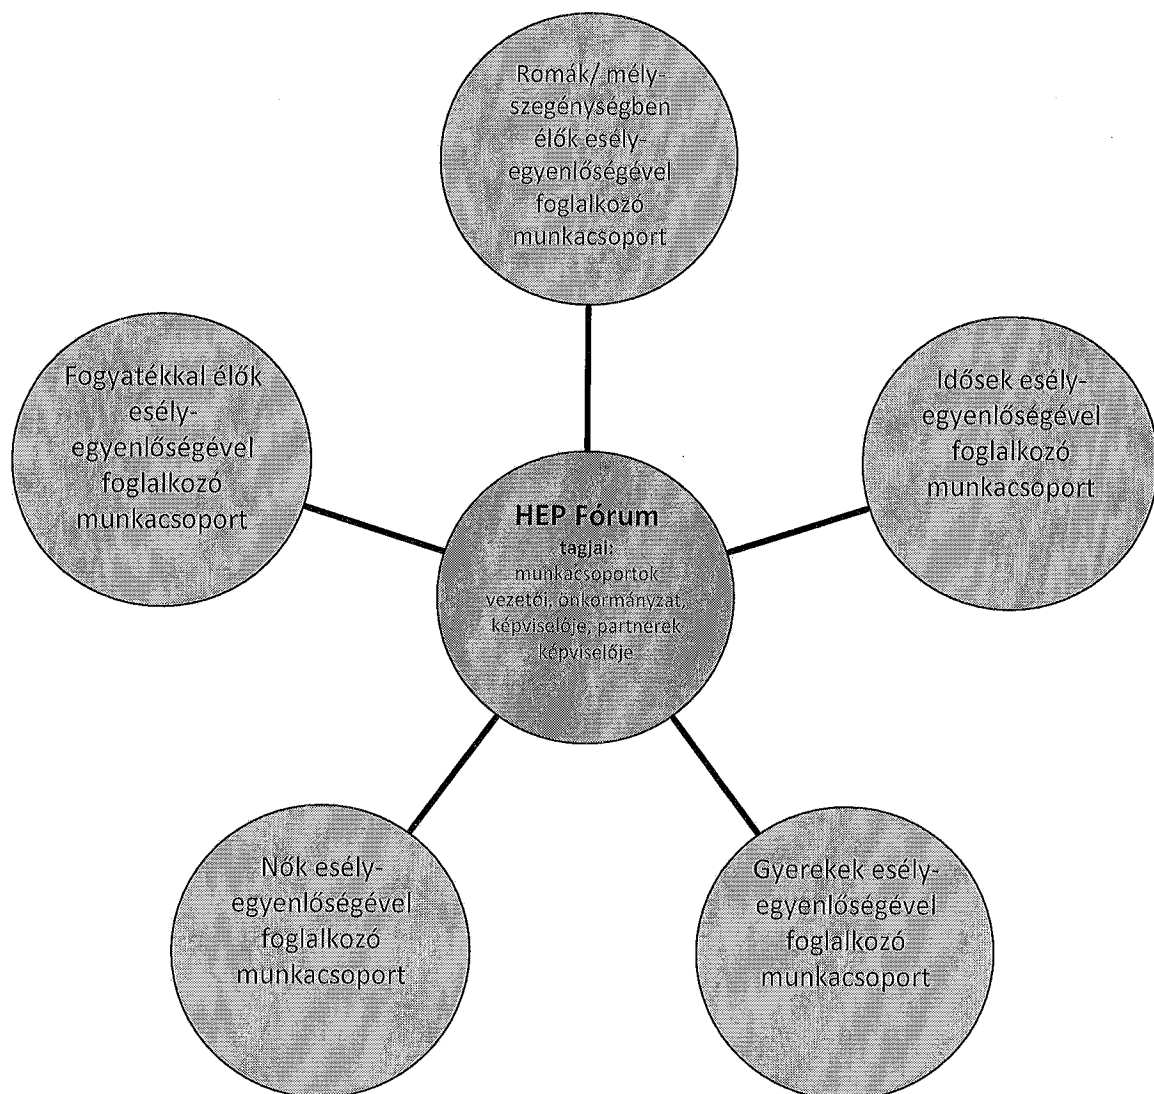 Romák/ mély-
szegénységben
élők esély-
egyenlőségével
foglalkozó
munkacsoport
Fogyatékkal élők
esély-
egyenlőségével
foglalkozó
munkacsoport
Idősek esély-
egyenlőségével
foglalkozó
munkacsoport
HEP Fórum
tagjai:
munkacsoportok
vezetői, önkormányzat,
képviselője, partnerek
képviselője
Nők esély-
egyenlőségével
foglalkozó
munkacsoport
Gyerekek esély-
egyenlőségével
foglalkozó
munkacsoport